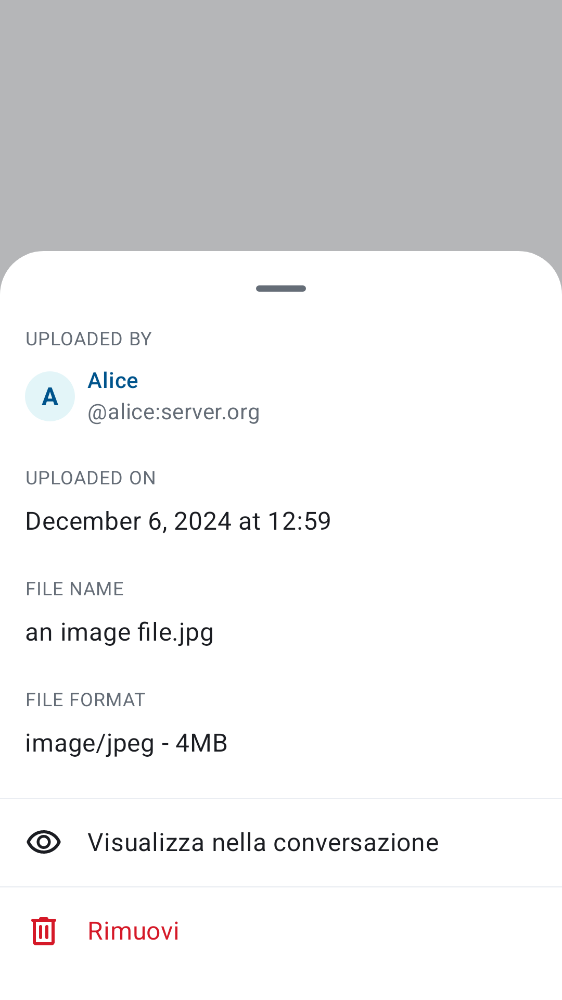 UPLOADED BY
A
Alice
@alice:server.org
UPLOADED ON
December 6, 2024 at 12:59
FILE NAME
an image file.jpg
FILE FORMAT
image/jpeg - 4MB
Visualizza nella conversazione
Rimuovi